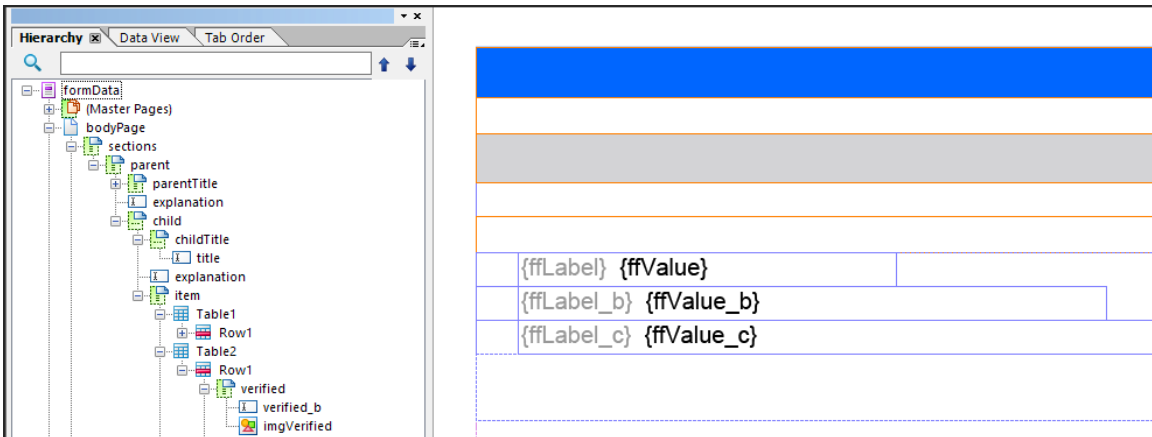 Hierarchy Data View Tab Order
formData
(Master Pages)
bodyPage
sections
parent
parentTitle
explanation
child
childTitle
title
explanation
item
Table1
Row1
Table2
Row1
verified
verified_b
imgVerified
{ffLabel} {ffValue}
{ffLabel_b} {ffValue_b}
{ffLabel_c} {ffValue_c}